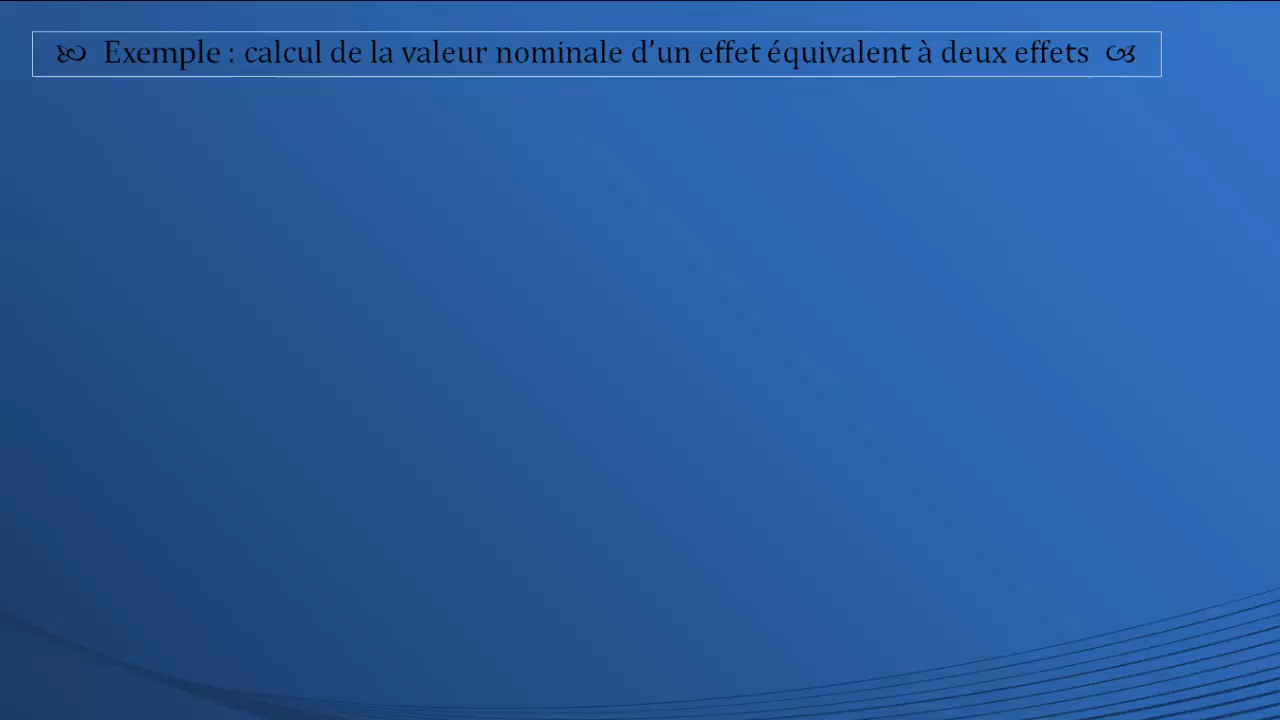 Exemple : calcul de la valeur nominale d’un effet équivalent à deux effets